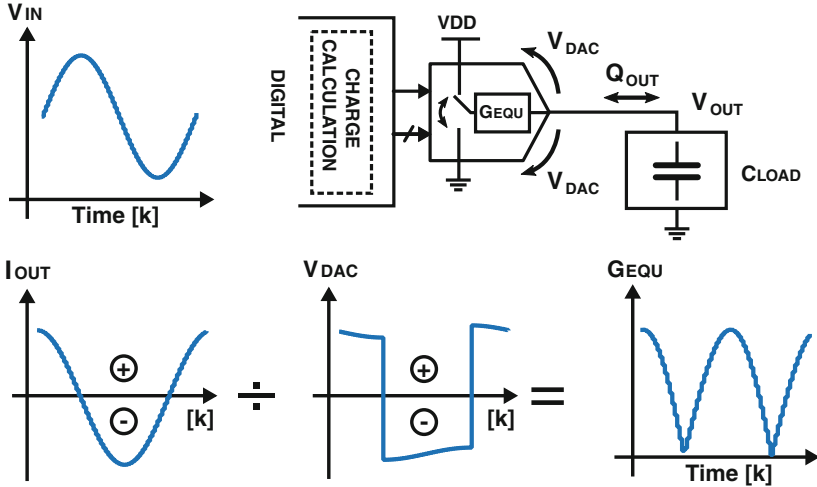 VIN
Time [k]
DIGITAL
CHARGE
CALCULATION
VDD
GEQU
VDAC
VDAC
QOUT
VOUT
CLOAD
IOUT
+
-
[k]
÷
VDAC
+
-
[k]
=
GEQU
Time [k]